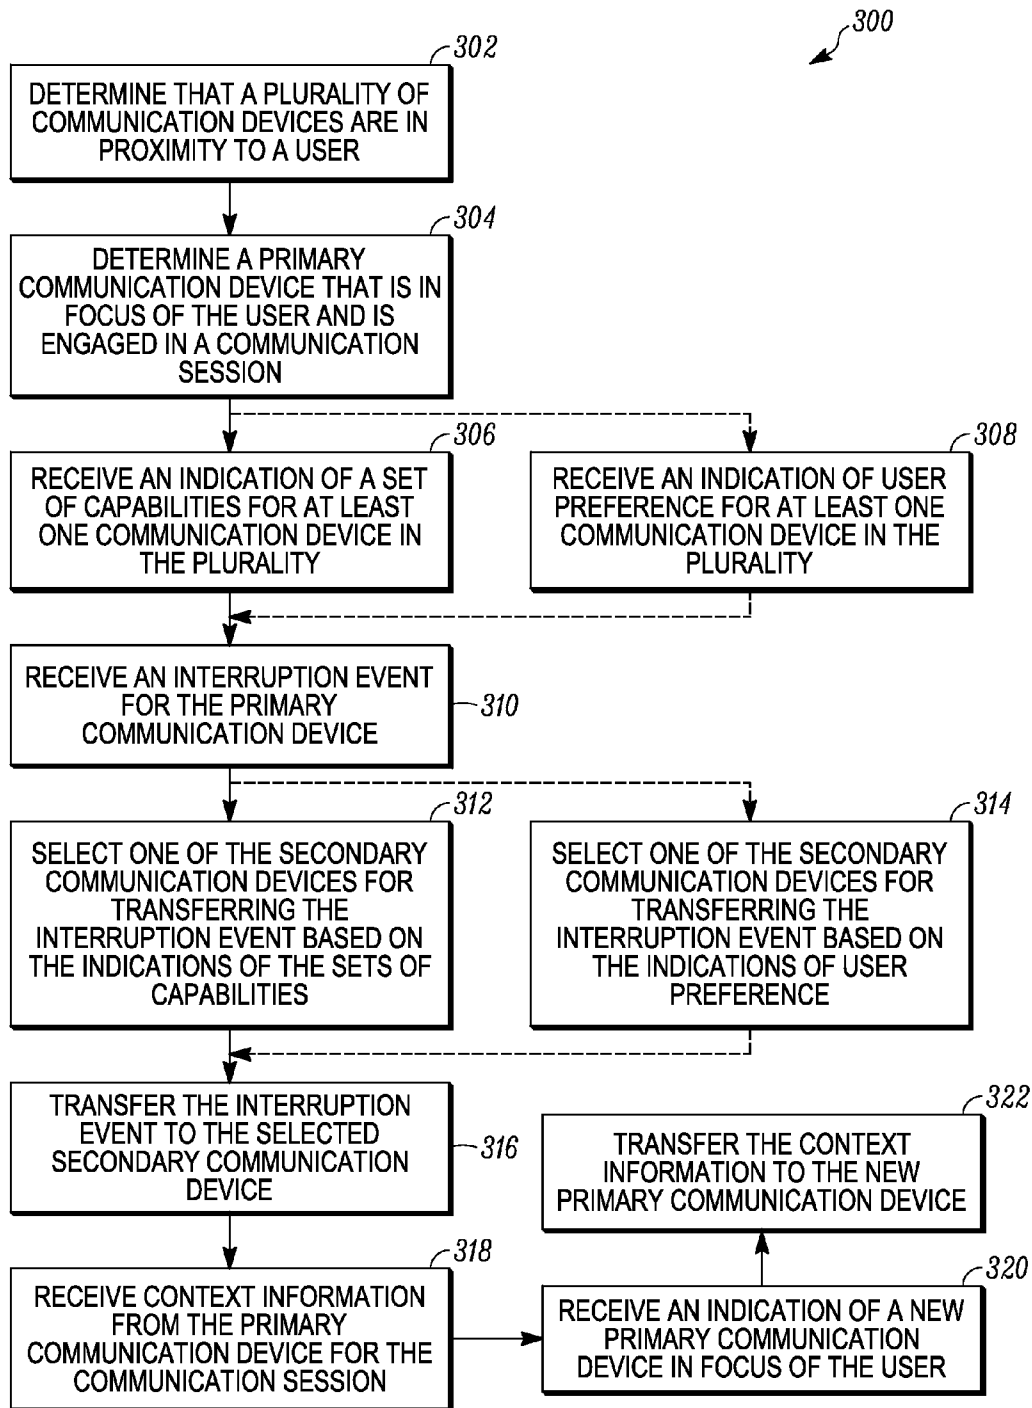 300
302
DETERMINE THAT A PLURALITY OF
COMMUNICATION DEVICES ARE IN
PROXIMITY TO A USER
304
DETERMINE A PRIMARY
COMMUNICATION DEVICE THAT IS IN
FOCUS OF THE USER AND IS
ENGAGED IN A COMMUNICATION
SESSION
306
RECEIVE AN INDICATION OF A SET
OF CAPABILITIES FOR AT LEAST
ONE COMMUNICATION DEVICE IN
THE PLURALITY
308
RECEIVE AN INDICATION OF USER
PREFERENCE FOR AT LEAST ONE
COMMUNICATION DEVICE IN THE
PLURALITY
RECEIVE AN INTERRUPTION EVENT
FOR THE PRIMARY
COMMUNICATION DEVICE
310
312
SELECT ONE OF THE SECONDARY
COMMUNICATION DEVICES FOR
TRANSFERRING THE
INTERRUPTION EVENT BASED ON
THE INDICATIONS OF THE SETS OF
CAPABILITIES
314
SELECT ONE OF THE SECONDARY
COMMUNICATION DEVICES FOR
TRANSFERRING THE
INTERRUPTION EVENT BASED ON
THE INDICATIONS OF USER
PREFERENCE
TRANSFER THE INTERRUPTION
EVENT TO THE SELECTED
SECONDARY COMMUNICATION
DEVICE
316
318
RECEIVE CONTEXT INFORMATION
FROM THE PRIMARY
COMMUNICATION DEVICE FOR THE
COMMUNICATION SESSION
320
RECEIVE AN INDICATION OF A NEW
PRIMARY COMMUNICATION
DEVICE IN FOCUS OF THE USER
322
TRANSFER THE CONTEXT
INFORMATION TO THE NEW
PRIMARY COMMUNICATION DEVICE